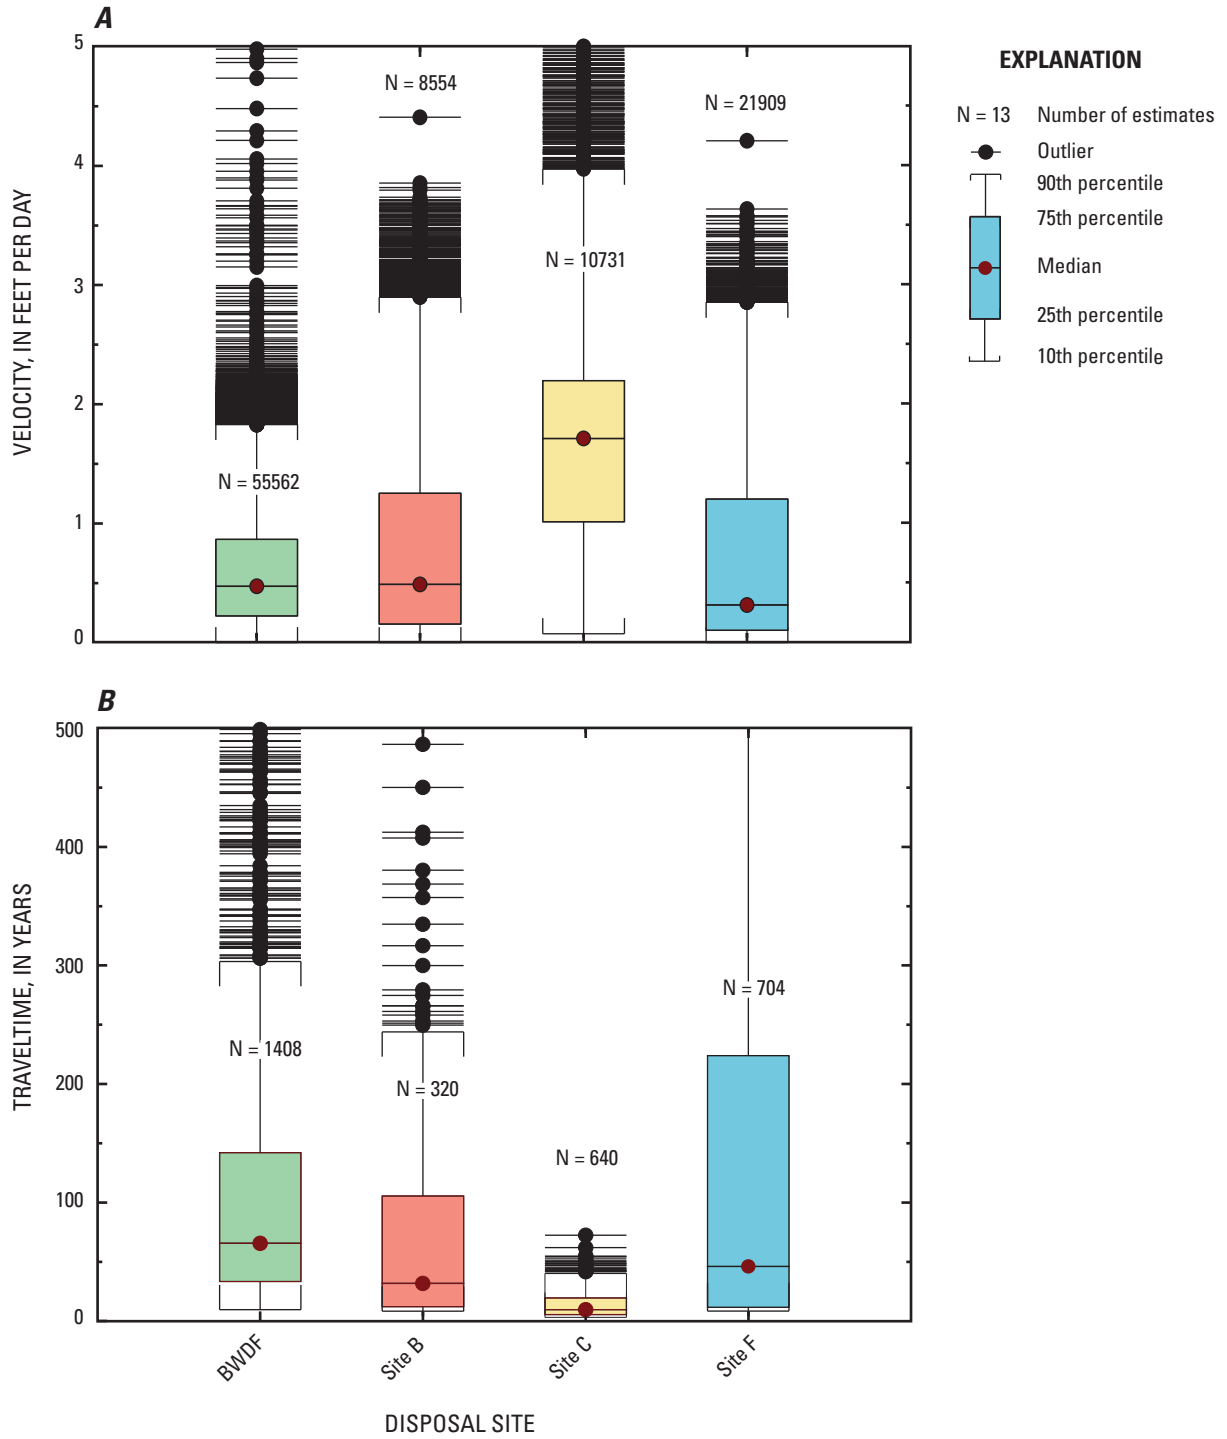 A
5
4
3
2
1
0
VELOCITY, IN FEET PER DAY
N = 8554
N = 21909
N = 10731
N = 55562
EXPLANATION
N = 13 Number of estimates
Outlier
90th percentile
75th percentile
Median
25th percentile
10th percentile
B
500
400
300
200
100
0
TRAVELTIME, IN YEARS
N = 704
N = 1408
N = 320
N = 640
BWDF
Site B
Site C
Site F
DISPOSAL SITE